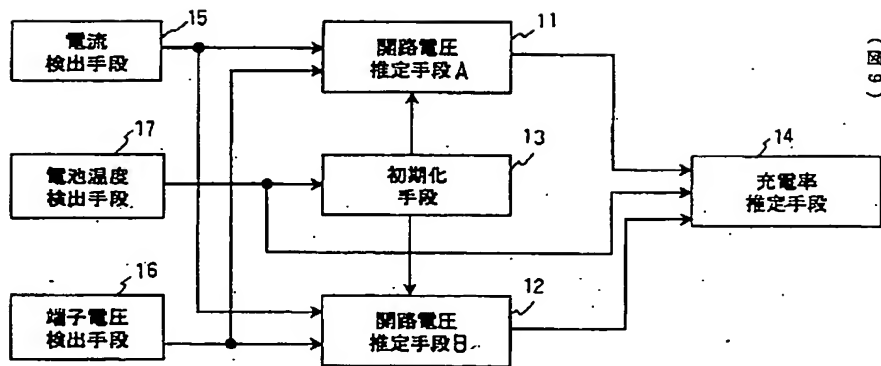 15
電流
検出手段
11
開路電圧
推定手段A
(図6)
17
電池温度
検出手段
13
初期化
手段
14
充電率
推定手段
16
端子電圧
検出手段
12
開路電圧
推定手段B